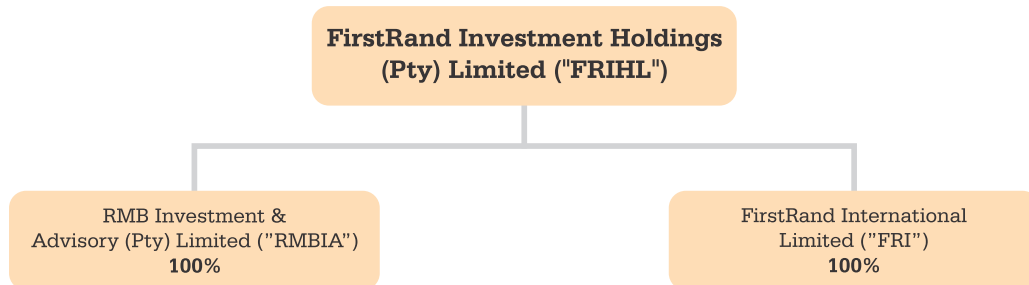 FirstRand Investment Holdings
(Pty) Limited ("FRIHL")
RMB Investment &
Advisory (Pty) Limited (”RMBIA”)
100%
FirstRand International
Limited (”FRI”)
100%